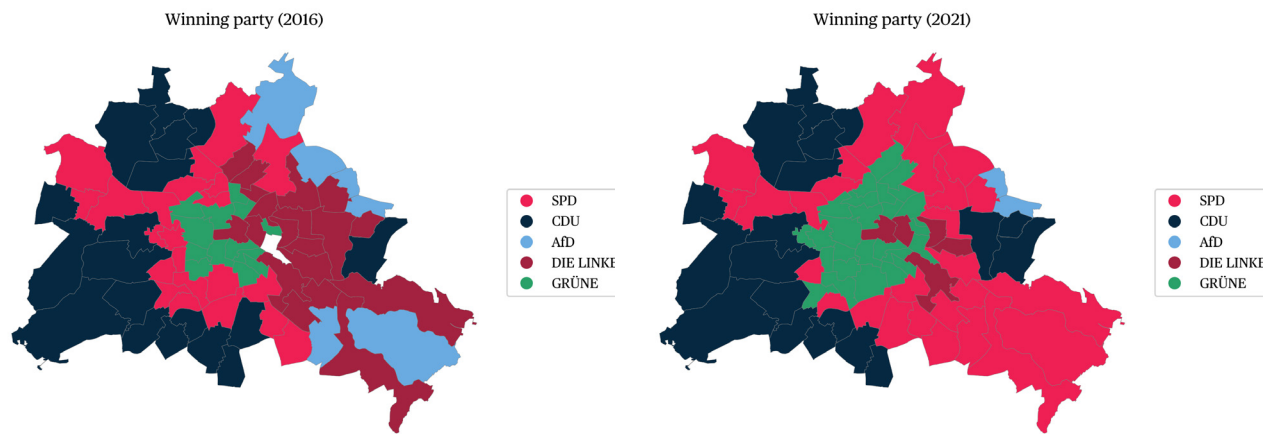 Winning party (2016)
SPD
CDU
AfD
DIE LINKE
GRÜNE
Winning party (2021)
SPD
CDU
AfD
DIE LINKE
GRÜNE